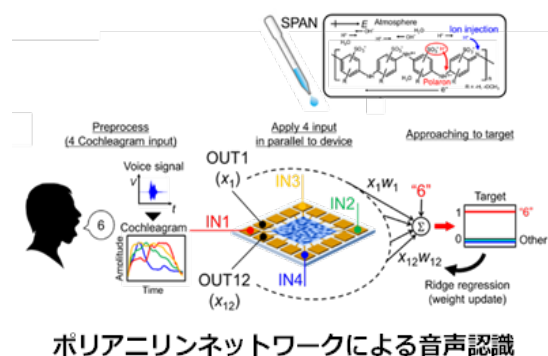 SPAN
E Atmosphere
Ion injection
Polaron
Preprocess
(4 Cochleagram input)
Apply 4 input
in parallel to device
Approaching to target
Voice signal
V
t
6
Cochleagram
Amplitude
Time
OUT1
(x₁)
IN3
IN1
IN2
OUT12
(x₁₂)
IN4
x₁w₁
x₁₂w₁₂
"6"
Σ
Target
1
"6"
0
Other
Ridge regression
(weight update)
ポリアニリンネットワークによる音声認識